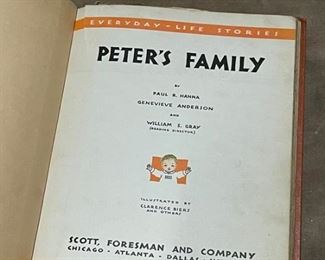 EVERYDAY-LIFE STORIES
PETER'S FAMILY
BY
PAUL R. HANNA
GENEVIEVE ANDERSON
AND
WILLIAM S. GRAY
(READING DIRECTOR)
ILLUSTRATED BY
CLARENCE BIERS
AND OTHERS
SCOTT, FORESMAN AND COMPANY
CHICAGO - ATLANTA - DALLAS -